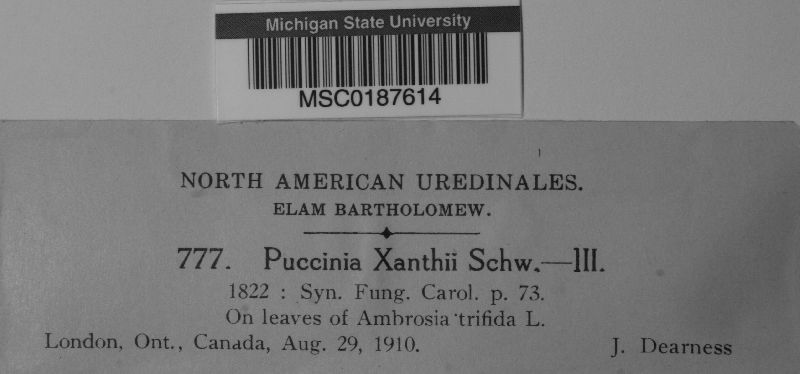 Michigan State University
MSC0187614
NORTH AMERICAN UREDINALES.
ELAM BARTHOLOMEW.
777. Puccinia Xanthii Schw.—III.
1822 : Syn. Fung. Carol. p. 73.
On leaves of Ambrosia trifida L.
London, Ont., Canada, Aug. 29, 1910. J. Dearness